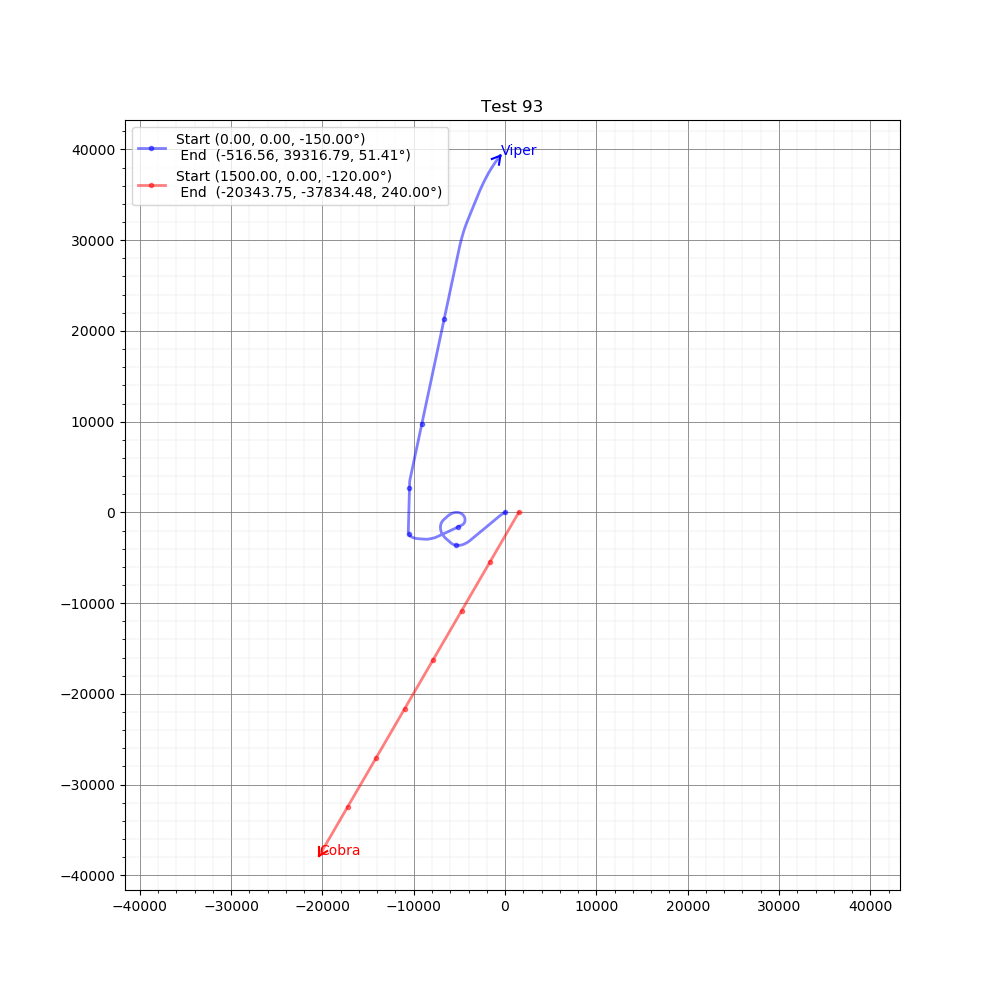 Test 93
Start (0.00, 0.00, -150.00°)
End (-516.56, 39316.79, 51.41°)
Start (1500.00, 0.00, -120.00°)
End (-20343.75, -37834.48, 240.00°)
Viper
Cobra
40000
30000
20000
10000
0
−10000
−20000
−30000
−40000
−40000 −30000 −20000 −10000 0 10000 20000 30000 40000